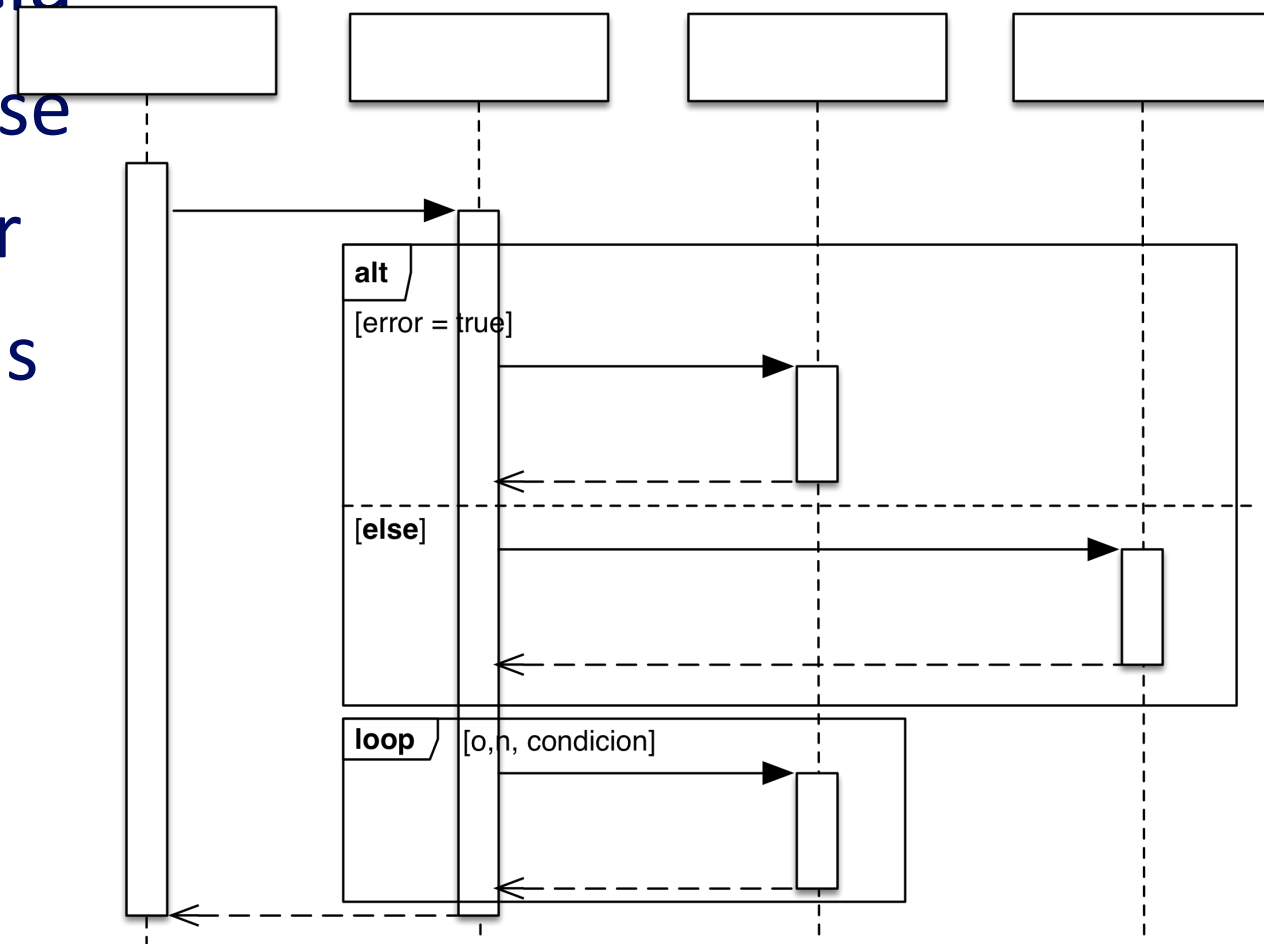 se
r
s
alt
[error = true]
[else]
loop [o,n, condicion]